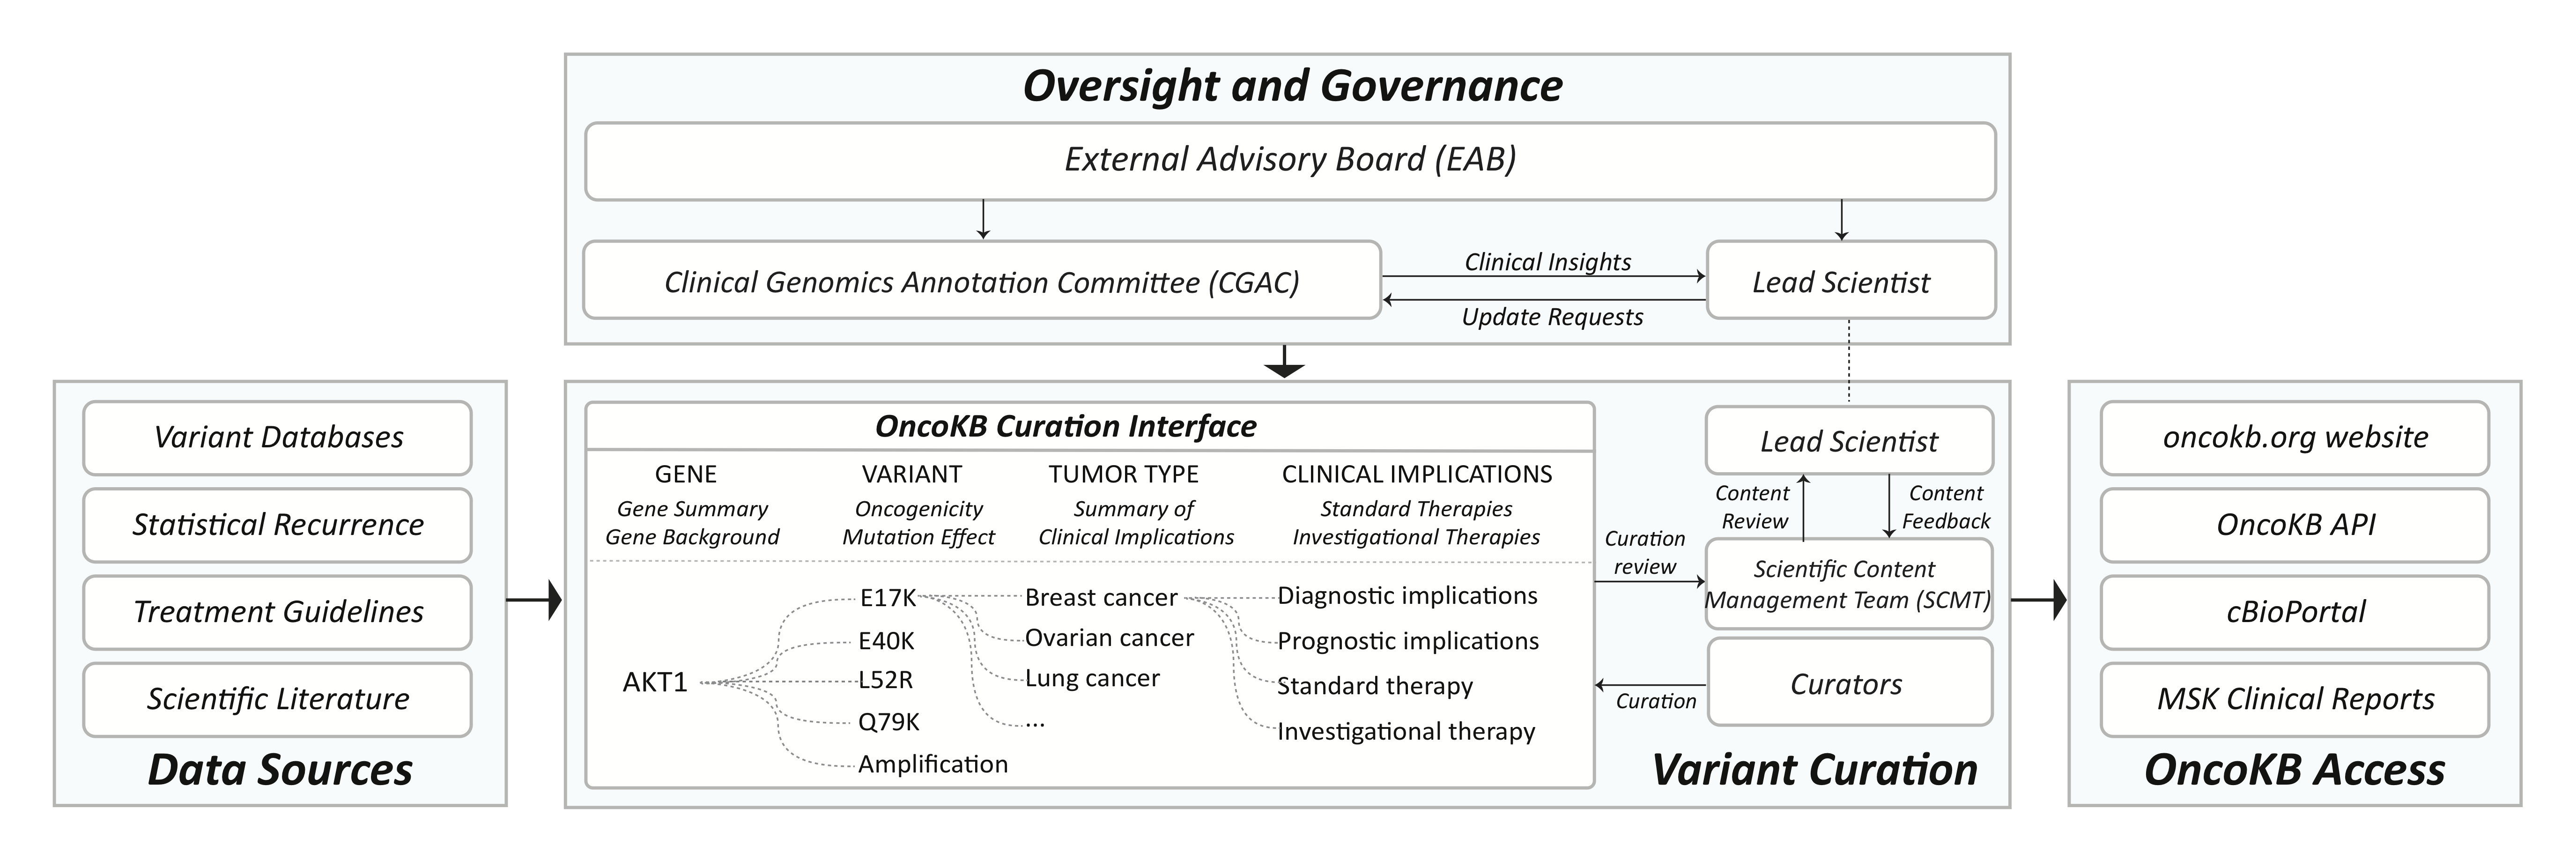 Oversight and Governance
External Advisory Board (EAB)
Clinical Genomics Annotation Committee (CGAC)
Clinical Insights
Update Requests
Lead Scientist
Variant Databases
Statistical Recurrence
Treatment Guidelines
Scientific Literature
Data Sources
OncoKB Curation Interface
GENE
Gene Summary
Gene Background
VARIANT
Oncogenicity
Mutation Effect
TUMOR TYPE
Summary of
Clinical Implications
CLINICAL IMPLICATIONS
Standard Therapies
Investigational Therapies
AKT1
E17K
E40K
L52R
Q79K
Amplification
Breast cancer
Ovarian cancer
Lung cancer
...
Diagnostic implications
Prognostic implications
Standard therapy
Investigational therapy
Curation
review
Curation
Lead Scientist
Content
Review
Content
Feedback
Scientific Content
Management Team (SCMT)
Curators
Variant Curation
oncokb.org website
OncoKB API
cBioPortal
MSK Clinical Reports
OncoKB Access